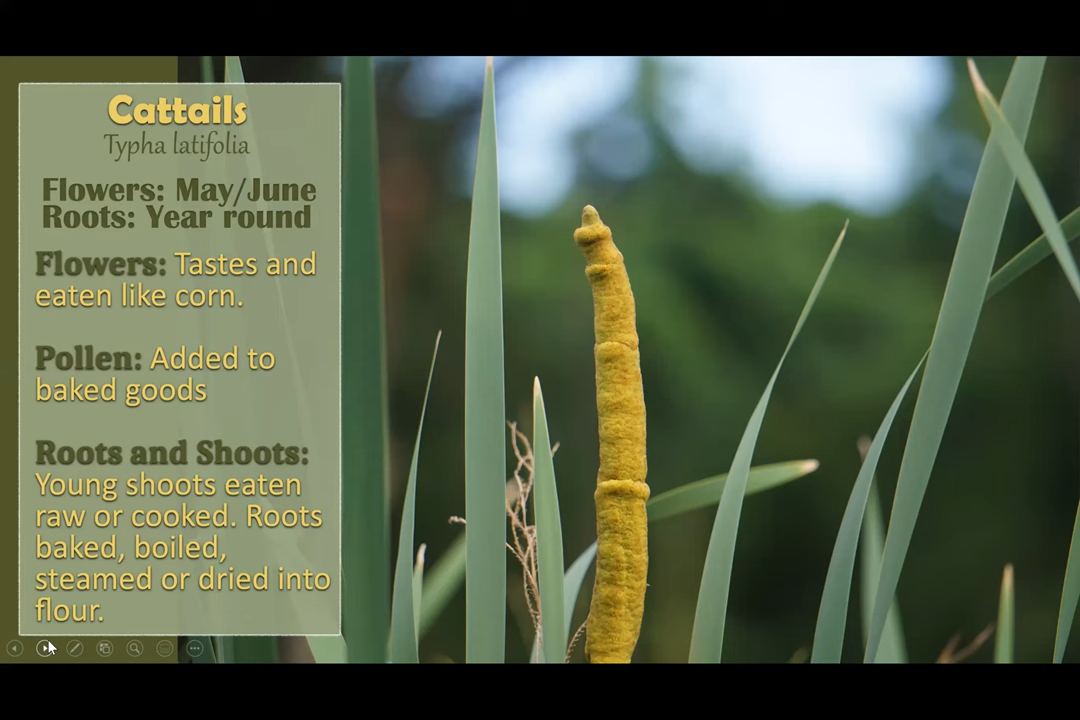 Cattails
Typha latifolia
Flowers: May/June
Roots: Year round
Flowers: Tastes and
eaten like corn.
Pollen: Added to
baked goods
Roots and Shoots:
Young shoots eaten
raw or cooked. Roots
baked, boiled,
steamed or dried into
flour.